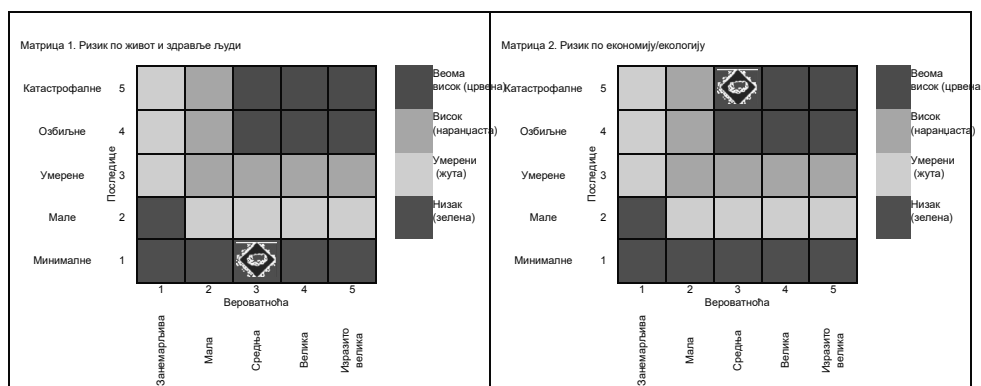 Матрица 1. Ризик по живот и здравље људи
Катастрофалне 5
Озбиљне 4
Умерене 3
Мале 2
Минималне 1
Последице
1 2 3 4 5
Вероватноћа
Занемарљива
Мала
Средња
Велика
Изразито
велика
Веома
висок (црвена)
Висок
(наранџаста)
Умерени
(жута)
Низак
(зелена)
Матрица 2. Ризик по економију/екологију
Катастрофалне 5
Озбиљне 4
Умерене 3
Мале 2
Минималне 1
Последице
1 2 3 4 5
Вероватноћа
Занемарљива
Мала
Средња
Велика
Изразито
велика
Веома
висок (црвена
Висок
(наранџаста)
Умерени
(жута)
Низак
(зелена)